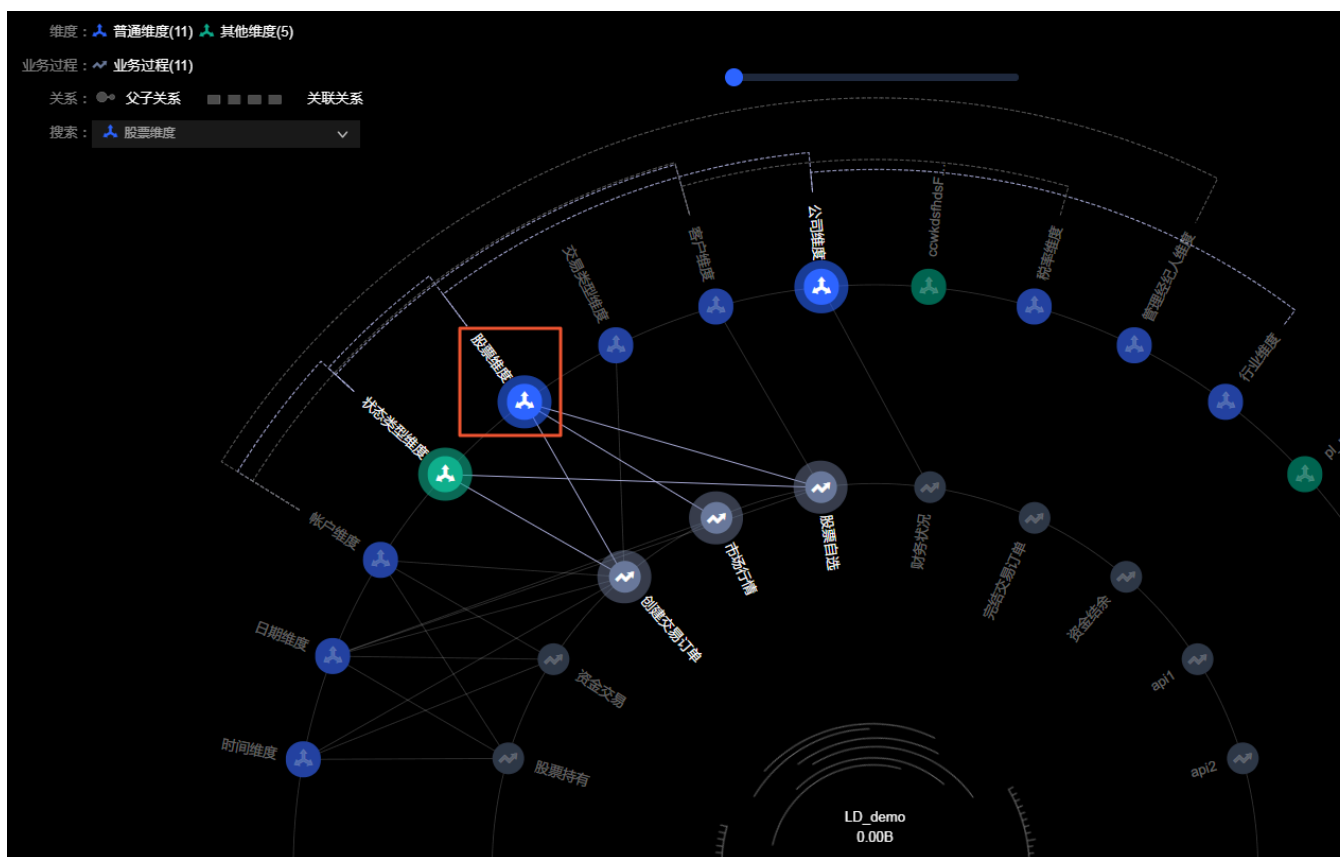 维度： 普通维度(11) 其他维度(5)
业务过程： 业务过程(11)
关系： 父子关系 关联关系
搜索： 股票维度
公司维度
ccwkdsfhdsF
客户维度
税率维度
交易类型维度
管理经纪人维度
股票维度
行业维度
状态类型维度
帐户维度
日期维度
时间维度
股票自选
财务状况
市场行情
完结交易订单
创建交易订单
资金结余
资金交易
api1
股票持有
api2
LD_demo
0.00B